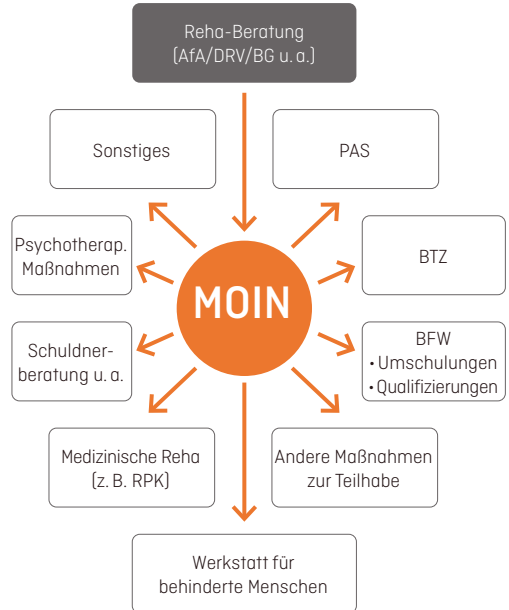 Reha-Beratung
(AfA/DRV/BG u. a.)
Sonstiges
PAS
Psychotherap.
Maßnahmen
MOIN
BTZ
Schuldner-
beratung u. a.
BFW
• Umschulungen
• Qualifizierungen
Medizinische Reha
(z. B. RPK)
Andere Maßnahmen
zur Teilhabe
Werkstatt für
behinderte Menschen